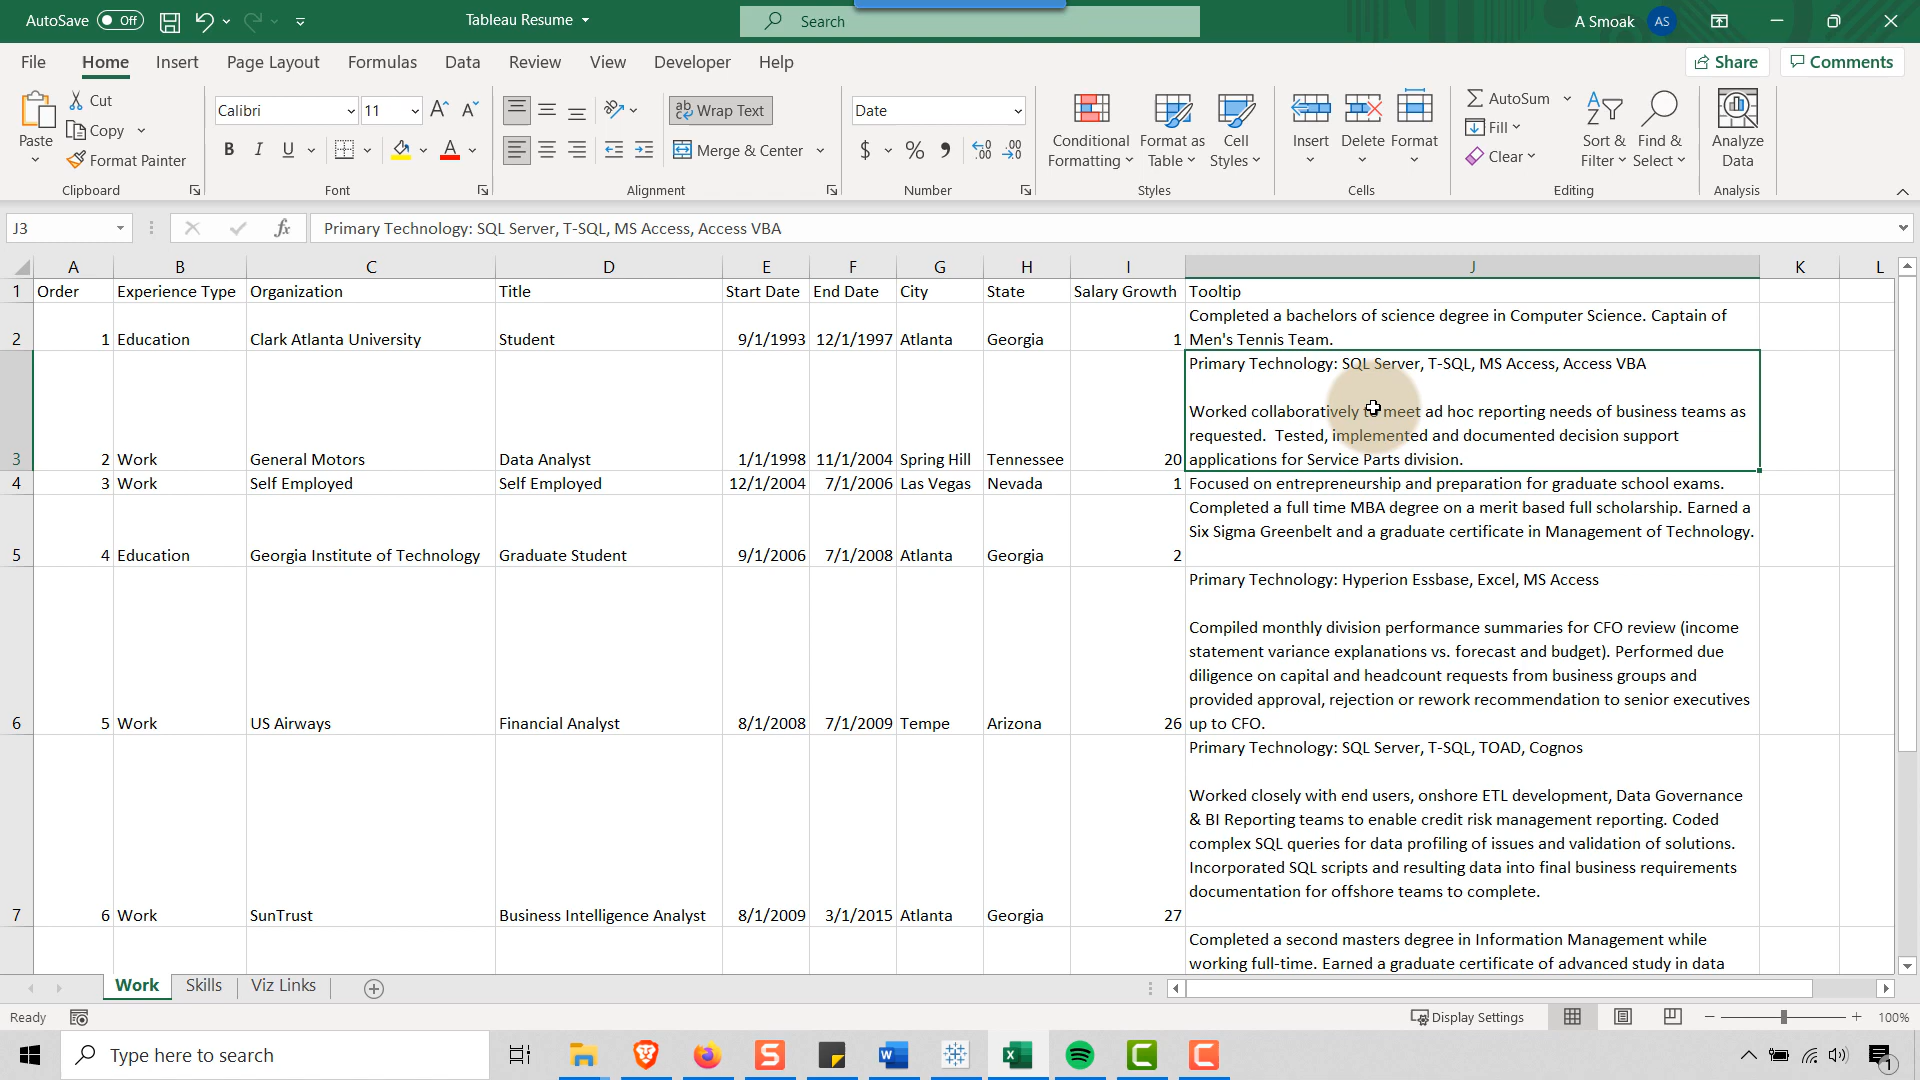 AutoSave Off Tableau Resume Search A Smoak AS
File Home Insert Page Layout Formulas Data Review View Developer Help Share Comments
Paste Cut Copy Format Painter
Clipboard
Calibri 11
B I U A
Font
Wrap Text
Merge & Center
Alignment
Date
$ % 9
Number
Conditional Formatting Format as Table Cell Styles
Styles
Insert Delete Format
Cells
AutoSum Fill Clear Sort & Filter Find & Select
Editing
Analyze Data
Analysis
J3 fx Primary Technology: SQL Server, T-SQL, MS Access, Access VBA
A B C D E F G H I J K L
1 Order Experience Type Organization Title Start Date End Date City State Salary Growth Tooltip
Completed a bachelors of science degree in Computer Science. Captain of
2 1 Education Clark Atlanta University Student 9/1/1993 12/1/1997 Atlanta Georgia 1 Men's Tennis Team.
Primary Technology: SQL Server, T-SQL, MS Access, Access VBA
Worked collaboratively to meet ad hoc reporting needs of business teams as
requested.  Tested, implemented and documented decision support
3 2 Work General Motors Data Analyst 1/1/1998 11/1/2004 Spring Hill Tennessee 20 applications for Service Parts division.
4 3 Work Self Employed Self Employed 12/1/2004 7/1/2006 Las Vegas Nevada 1 Focused on entrepreneurship and preparation for graduate school exams.
Completed a full time MBA degree on a merit based full scholarship. Earned a
Six Sigma Greenbelt and a graduate certificate in Management of Technology.
5 4 Education Georgia Institute of Technology Graduate Student 9/1/2006 7/1/2008 Atlanta Georgia 2
Primary Technology: Hyperion Essbase, Excel, MS Access
Compiled monthly division performance summaries for CFO review (income
statement variance explanations vs. forecast and budget). Performed due
diligence on capital and headcount requests from business groups and
provided approval, rejection or rework recommendation to senior executives
6 5 Work US Airways Financial Analyst 8/1/2008 7/1/2009 Tempe Arizona 26 up to CFO.
Primary Technology: SQL Server, T-SQL, TOAD, Cognos
Worked closely with end users, onshore ETL development, Data Governance
& BI Reporting teams to enable credit risk management reporting. Coded
complex SQL queries for data profiling of issues and validation of solutions.
Incorporated SQL scripts and resulting data into final business requirements
documentation for offshore teams to complete.
7 6 Work SunTrust Business Intelligence Analyst 8/1/2009 3/1/2015 Atlanta Georgia 27
Completed a second masters degree in Information Management while
working full-time. Earned a graduate certificate of advanced study in data
Work Skills Viz Links
Ready Display Settings 100%
Type here to search 1